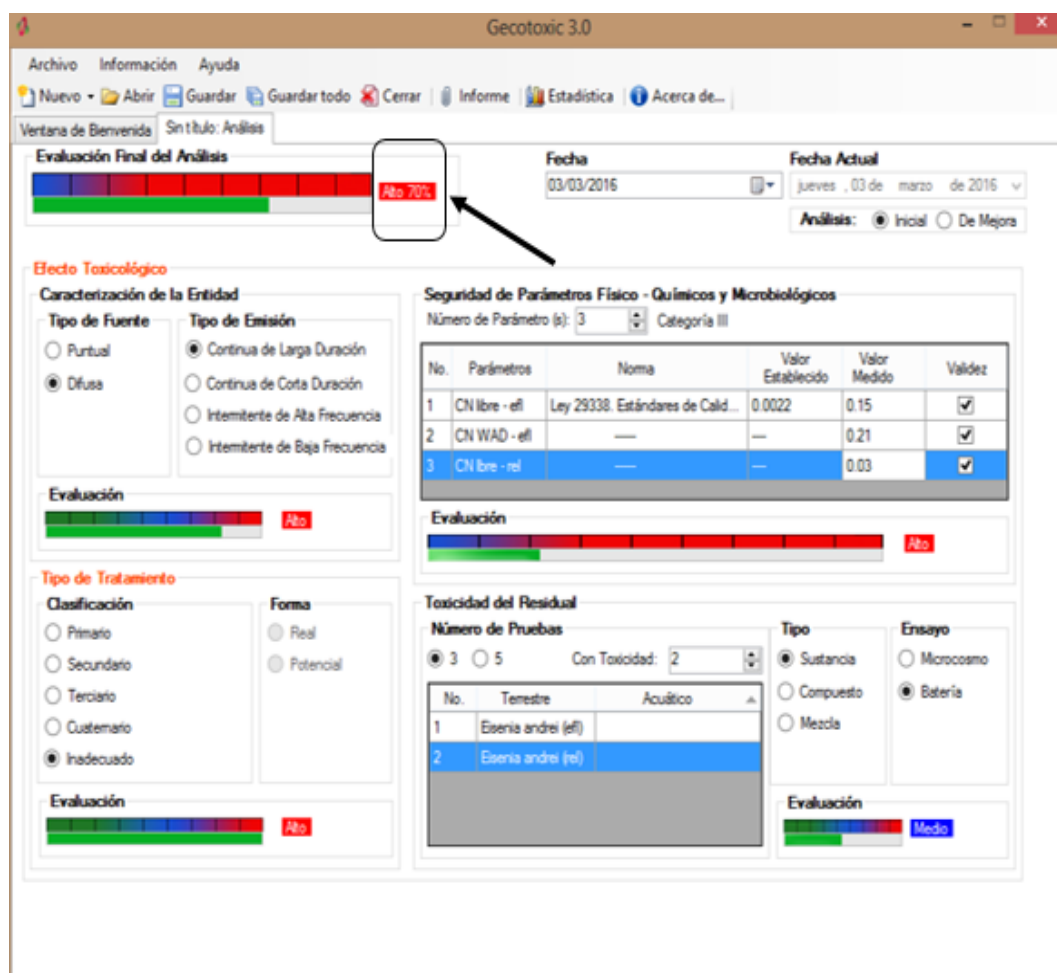 Gecotoxic 3.0
Archivo Información Ayuda
Nuevo Abrir Guardar Guardar todo Cerrar Informe Estadística Acerca de...
Ventana de Bienvenida Sin título: Análisis
Evaluación Final del Análisis
Alto 70%
Fecha
03/03/2016
Fecha Actual
jueves , 03 de marzo de 2016
Análisis: Inicial De Mejora
Efecto Toxicológico
Caracterización de la Entidad
Tipo de Fuente
Puntual
Difusa
Tipo de Emisión
Continua de Larga Duración
Continua de Corta Duración
Intermitente de Alta Frecuencia
Intermitente de Baja Frecuencia
Evaluación
Alto
Seguridad de Parámetros Físico - Químicos y Microbiológicos
Número de Parámetro (s): 3 Categoría III
No. Parámetros Norma Valor Establecido Valor Medido Validez
1 CN libre - efl Ley 29338. Estándares de Calid... 0.0022 0.15
2 CN WAD - efl ---- --- 0.21
3 CN libre - rel ---- --- 0.03
Evaluación
Alto
Tipo de Tratamiento
Clasificación
Primario
Secundario
Terciario
Cuaternario
Inadecuado
Forma
Real
Potencial
Evaluación
Alto
Toxicidad del Residual
Número de Pruebas
3 5 Con Toxicidad: 2
No. Terrestre Acuático
1 Eisenia andrei (efl)
2 Eisenia andrei (rel)
Tipo
Sustancia
Compuesto
Mezcla
Ensayo
Microcosmo
Batería
Evaluación
Medio